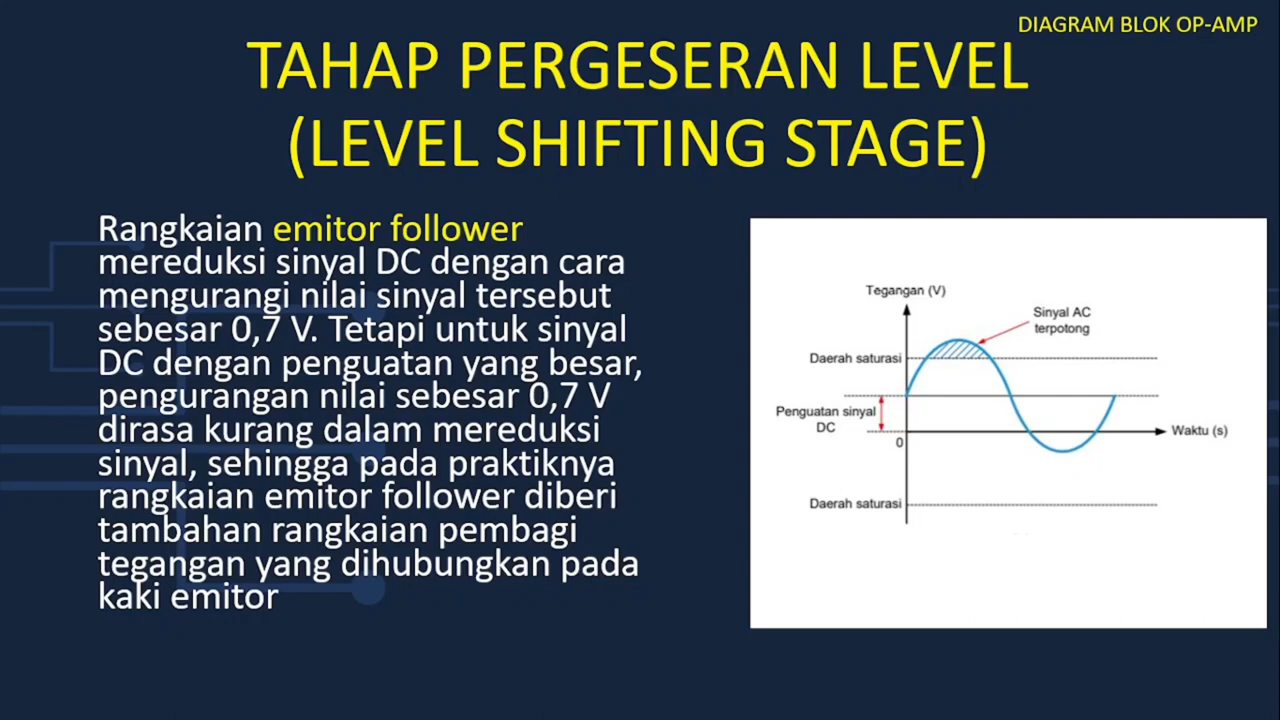 DIAGRAM BLOK OP-AMP
TAHAP PERGESERAN LEVEL
(LEVEL SHIFTING STAGE)
Rangkaian emitor follower
mereduksi sinyal DC dengan cara
mengurangi nilai sinyal tersebut
sebesar 0,7 V. Tetapi untuk sinyal
DC dengan penguatan yang besar,
pengurangan nilai sebesar 0,7 V
dirasa kurang dalam mereduksi
sinyal, sehingga pada praktiknya
rangkaian emitor follower diberi
tambahan rangkaian pembagi
tegangan yang dihubungkan pada
kaki emitor
Tegangan (V)
Sinyal AC
terpotong
Daerah saturasi
Penguatan sinyal
DC
0
Waktu (s)
Daerah saturasi